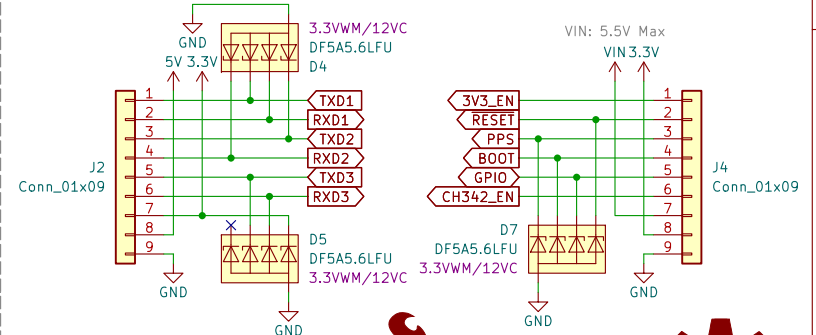 3.3VWM/12VC
DF5A5.6LFU
D4
GND
5V 3.3V
1
2
3
4
5
6
7
8
9
J2
Conn_01x09
GND
TXD1
RXD1
TXD2
RXD2
TXD3
RXD3
D5
DF5A5.6LFU
3.3VWM/12VC
GND
VIN: 5.5V Max
VIN 3.3V
3V3_EN
RESET
PPS
BOOT
GPIO
CH342_EN
1
2
3
4
5
6
7
8
9
J4
Conn_01x09
D7
DF5A5.6LFU
3.3VWM/12VC
GND
GND